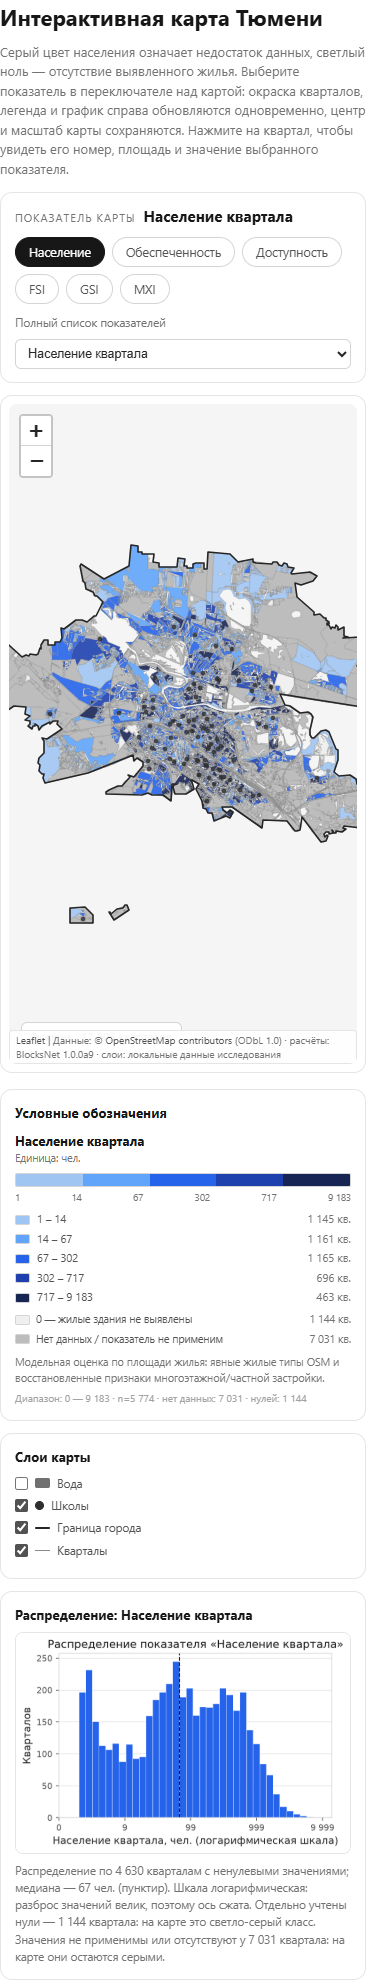 Интерактивная карта Тюмени
Серый цвет населения означает недостаток данных, светлый
ноль — отсутствие выявленного жилья. Выберите
показатель в переключателе над картой: окраска кварталов,
легенда и график справа обновляются одновременно, центр
и масштаб карты сохраняются. Нажмите на квартал, чтобы
увидеть его номер, площадь и значение выбранного
показателя.
ПОКАЗАТЕЛЬ КАРТЫ Население квартала
Население Обеспеченность Доступность
FSI GSI MXI
Полный список показателей
Население квартала
+
−
Leaflet | Данные: © OpenStreetMap contributors (ODbL 1.0) · расчёты:
BlocksNet 1.0.0a9 · слои: локальные данные исследования
Условные обозначения
Население квартала
Единица: чел.
1 14 67 302 717 9 183
1 – 14 1 145 кв.
14 – 67 1 161 кв.
67 – 302 1 165 кв.
302 – 717 696 кв.
717 – 9 183 463 кв.
0 — жилые здания не выявлены 1 144 кв.
Нет данных / показатель не применим 7 031 кв.
Модельная оценка по площади жилья: явные жилые типы OSM и
восстановленные признаки многоэтажной/частной застройки.
Диапазон: 0 — 9 183 · n=5 774 · нет данных: 7 031 · нулей: 1 144
Слои карты
Вода
Школы
Граница города
Кварталы
Распределение: Население квартала
Распределение показателя «Население квартала»
Кварталов
250
200
150
100
50
0
0 9 99 999 9 999
Население квартала, чел. (логарифмическая шкала)
Распределение по 4 630 кварталам с ненулевыми значениями;
медиана — 67 чел. (пунктир). Шкала логарифмическая:
разброс значений велик, поэтому ось сжата. Отдельно учтены
нули — 1 144 квартала: на карте это светло-серый класс.
Значения не применимы или отсутствуют у 7 031 квартала: на
карте они остаются серыми.